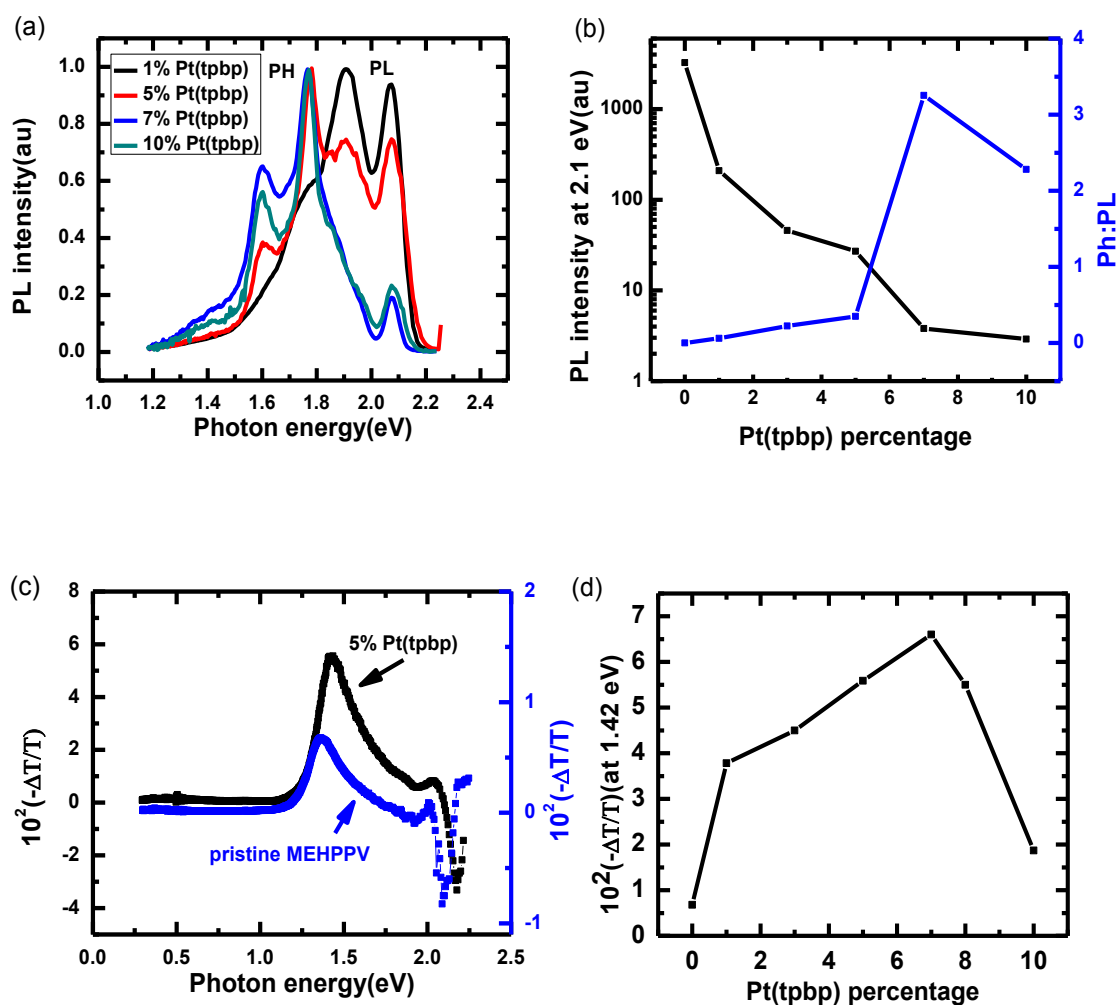 (a)
1% Pt(tpbp)
5% Pt(tpbp)
7% Pt(tpbp)
10% Pt(tpbp)
PH
PL
1.0
0.8
0.6
0.4
0.2
0.0
PL intensity(au)
1.0 1.2 1.4 1.6 1.8 2.0 2.2 2.4
Photon energy(eV)
(b)
1000
100
10
1
PL intensity at 2.1 eV(au)
4
3
2
1
0
Ph:PL
0 2 4 6 8 10
Pt(tpbp) percentage
(c)
8
6
4
2
0
-2
-4
10²(-ΔT/T)
5% Pt(tpbp)
pristine MEHPPV
2
1
0
-1
10²(-ΔT/T)
0.0 0.5 1.0 1.5 2.0 2.5
Photon energy(eV)
(d)
7
6
5
4
3
2
1
0
10²(-ΔT/T)(at 1.42 eV)
0 2 4 6 8 10
Pt(tpbp) percentage